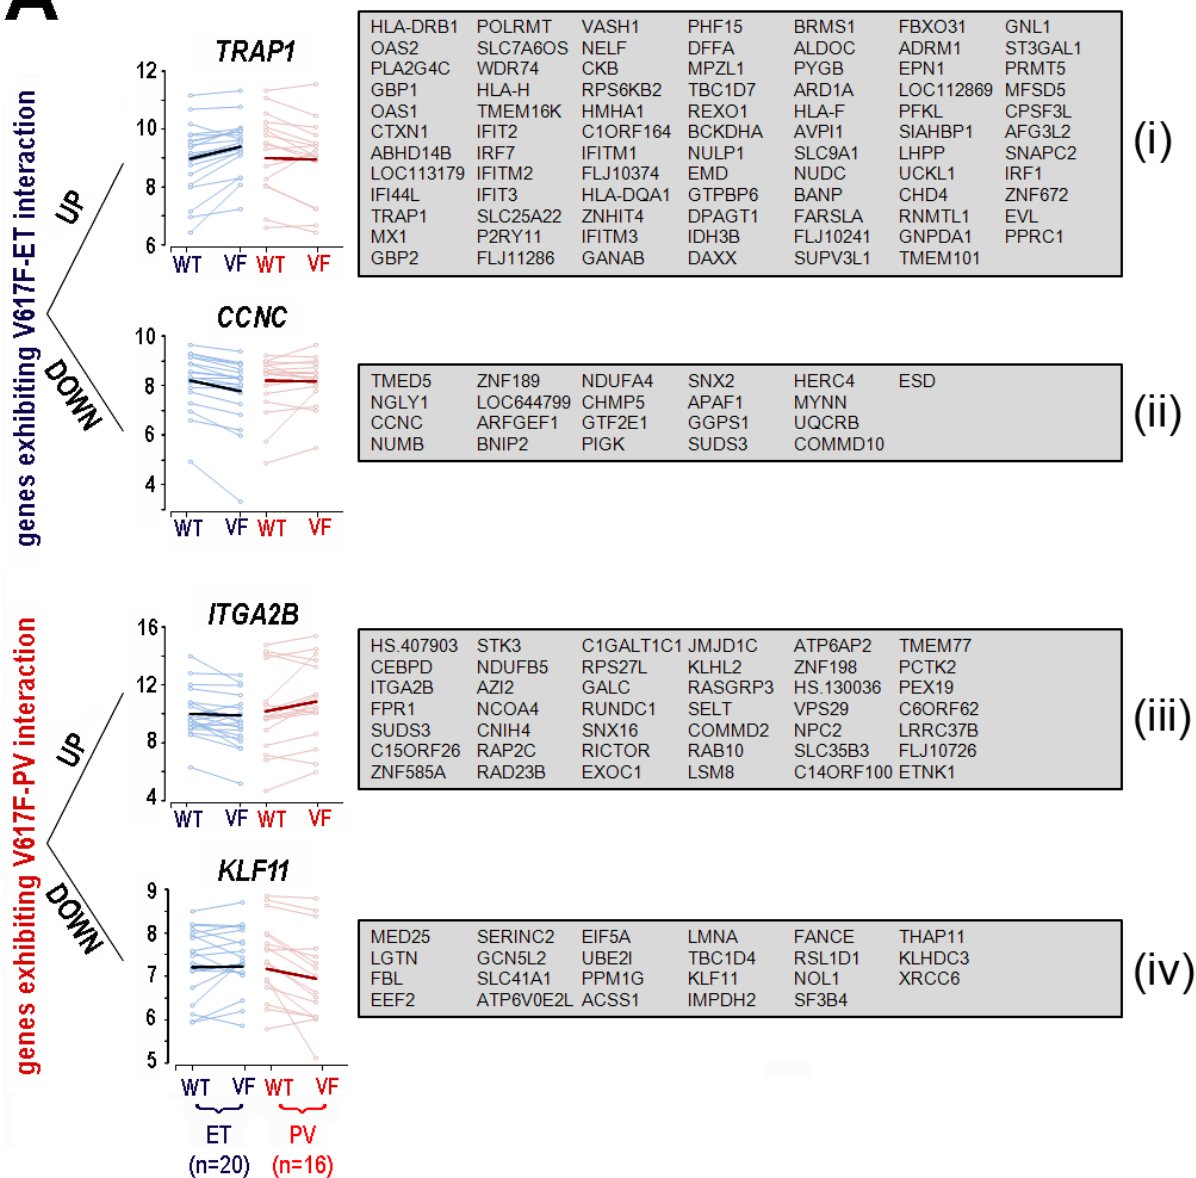 A
genes exhibiting V617F-ET interaction
UP
DOWN
TRAP1
12
10
8
6
WT VF WT VF
HLA-DRB1 POLRMT VASH1 PHF15 BRMS1 FBXO31 GNL1
OAS2 SLC7A6OS NELF DFFA ALDOC ADRM1 ST3GAL1
PLA2G4C WDR74 CKB MPZL1 PYGB EPN1 PRMT5
GBP1 HLA-H RPS6KB2 TBC1D7 ARD1A LOC112869 MFSD5
OAS1 TMEM16K HMHA1 REXO1 HLA-F PFKL CPSF3L
CTXN1 IFIT2 C1ORF164 BCKDHA AVPI1 SIAHBP1 AFG3L2
ABHD14B IRF7 IFITM1 NULP1 SLC9A1 LHPP SNAPC2
LOC113179 IFITM2 FLJ10374 EMD NUDC UCKL1 IRF1
IFI44L IFIT3 HLA-DQA1 GTPBP6 BANP CHD4 ZNF672
TRAP1 SLC25A22 ZNHIT4 DPAGT1 FARSLA RNMTL1 EVL
MX1 P2RY11 IFITM3 IDH3B FLJ10241 GNPDA1 PPRC1
GBP2 FLJ11286 GANAB DAXX SUPV3L1 TMEM101
(i)
CCNC
10
8
6
4
WT VF WT VF
TMED5 ZNF189 NDUFA4 SNX2 HERC4 ESD
NGLY1 LOC644799 CHMP5 APAF1 MYNN
CCNC ARFGEF1 GTF2E1 GGPS1 UQCRB
NUMB BNIP2 PIGK SUDS3 COMMD10
(ii)
genes exhibiting V617F-PV interaction
UP
DOWN
ITGA2B
16
12
8
4
WT VF WT VF
HS.407903 STK3 C1GALT1C1 JMJD1C ATP6AP2 TMEM77
CEBPD NDUFB5 RPS27L KLHL2 ZNF198 PCTK2
ITGA2B AZI2 GALC RASGRP3 HS.130036 PEX19
FPR1 NCOA4 RUNDC1 SELT VPS29 C6ORF62
SUDS3 CNIH4 SNX16 COMMD2 NPC2 LRRC37B
C15ORF26 RAP2C RICTOR RAB10 SLC35B3 FLJ10726
ZNF585A RAD23B EXOC1 LSM8 C14ORF100 ETNK1
(iii)
KLF11
9
8
7
6
5
WT VF WT VF
ET PV
(n=20) (n=16)
MED25 SERINC2 EIF5A LMNA FANCE THAP11
LGTN GCN5L2 UBE2I TBC1D4 RSL1D1 KLHDC3
FBL SLC41A1 PPM1G KLF11 NOL1 XRCC6
EEF2 ATP6V0E2L ACSS1 IMPDH2 SF3B4
(iv)